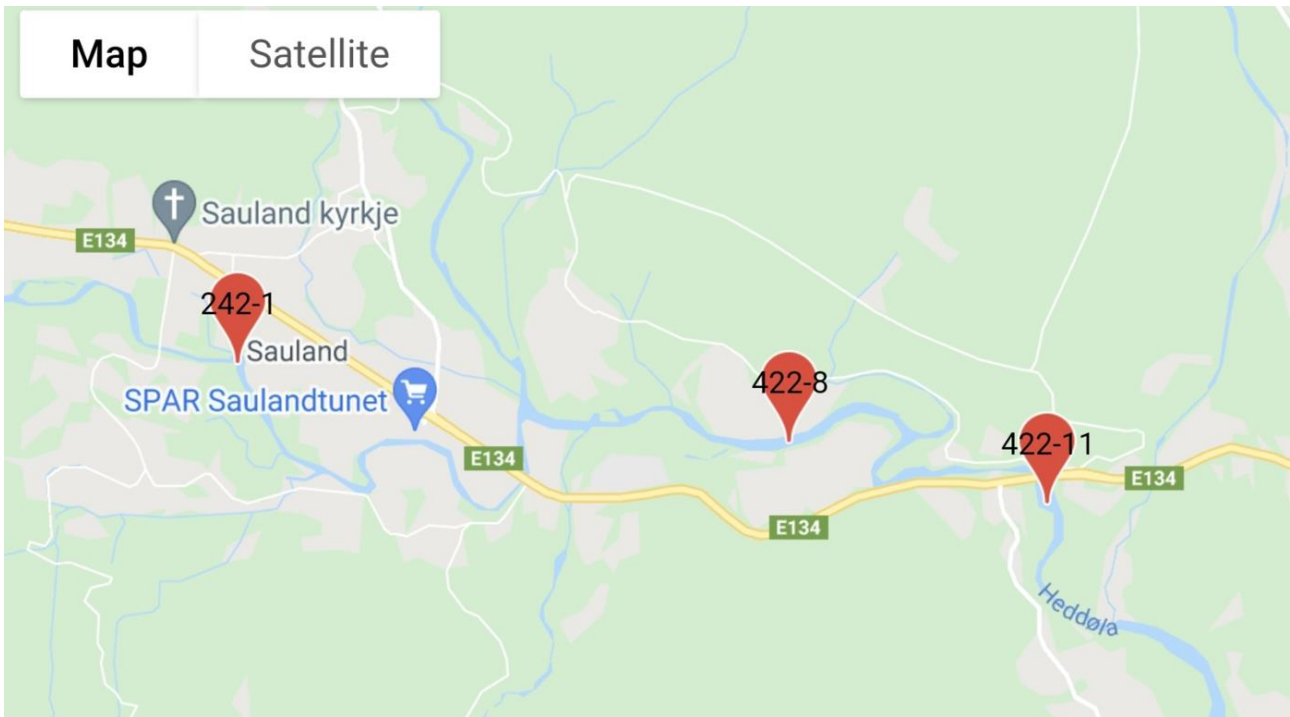 Map
Satellite
Sauland kyrkje
E134
242-1
Sauland
SPAR Saulandtunet
422-8
422-11
E134
E134
E134
Heddøla